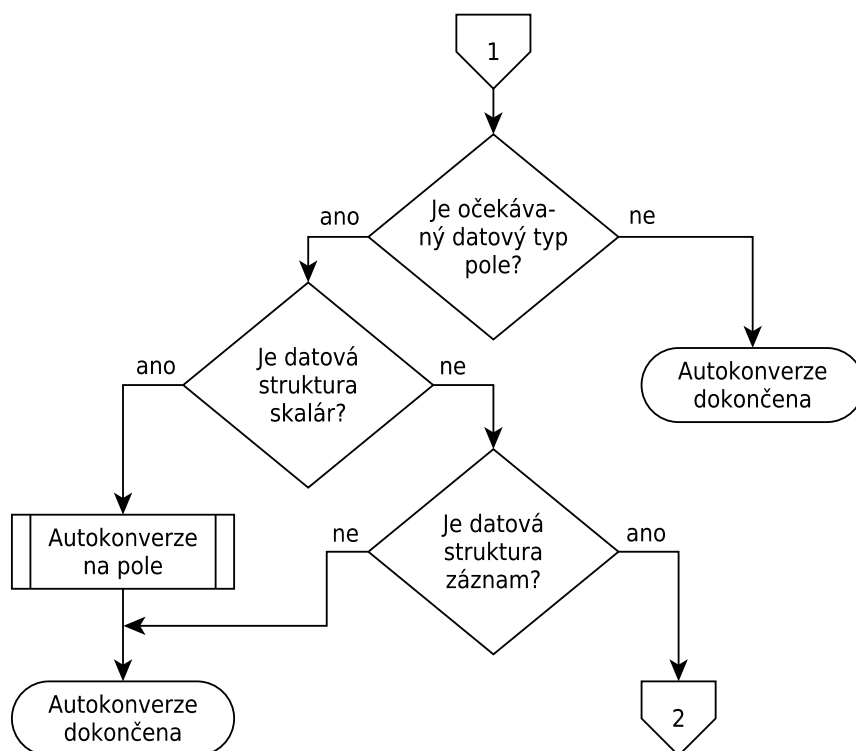 1
Je očekáva-
ný datový typ
pole?
ano
ne
Je datová
struktura
skalár?
Autokonverze
dokončena
ano
ne
Je datová
struktura
záznam?
Autokonverze
na pole
ne
ano
Autokonverze
dokončena
2